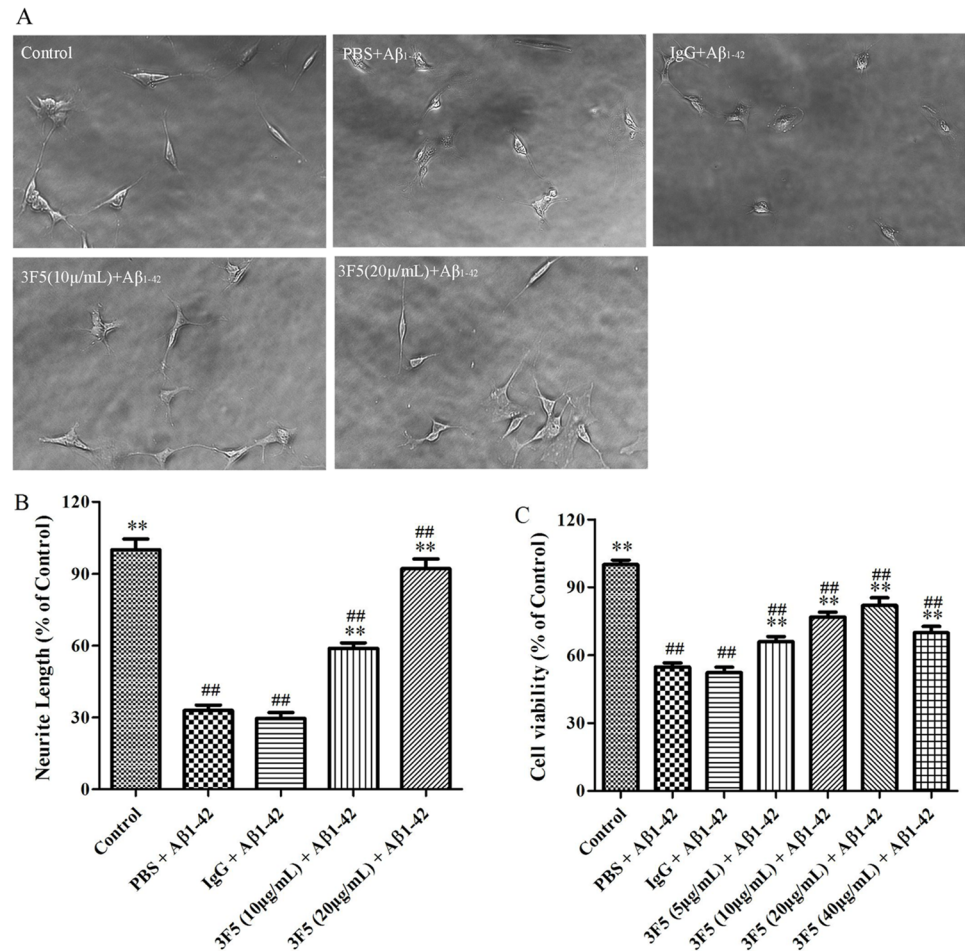 A
Control
PBS+Aβ1-42
IgG+Aβ1-42
3F5(10μ/mL)+Aβ1-42
3F5(20μ/mL)+Aβ1-42
B
Neurite Length (% of Control)
120
90
60
30
0
**
##
##
##
**
##
**
Control
PBS + Aβ1-42
IgG + Aβ1-42
3F5 (10μg/mL) + Aβ1-42
3F5 (20μg/mL) + Aβ1-42
C
Cell viability (% of Control)
120
90
60
30
0
**
##
##
##
**
##
**
##
**
##
**
Control
PBS + Aβ1-42
IgG + Aβ1-42
3F5 (5μg/mL) + Aβ1-42
3F5 (10μg/mL) + Aβ1-42
3F5 (20μg/mL) + Aβ1-42
3F5 (40μg/mL) + Aβ1-42